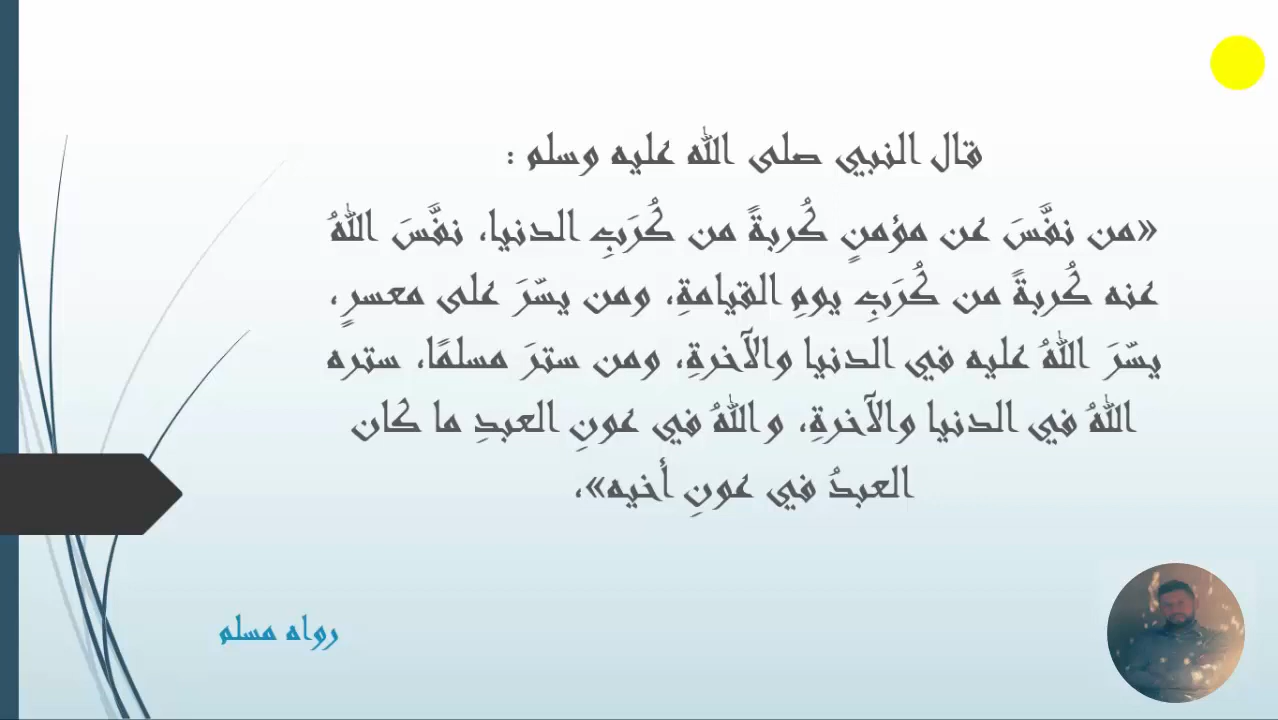 قال النبي صلى الله عليه وسلم :
«من نفَّسَ عن مؤمنٍ كُربةً من كُرَبِ الدنيا، نفَّسَ اللهُ
عنه كُربةً من كُرَبِ يومِ القيامةِ، ومن يسّرَ على معسرٍ،
يسّرَ اللهُ عليه في الدنيا والآخرةِ، ومن سترَ مسلمًا، ستره
اللهُ في الدنيا والآخرةِ، واللهُ في عونِ العبدِ ما كان
العبدُ في عونِ أخيه»،
رواه مسلم